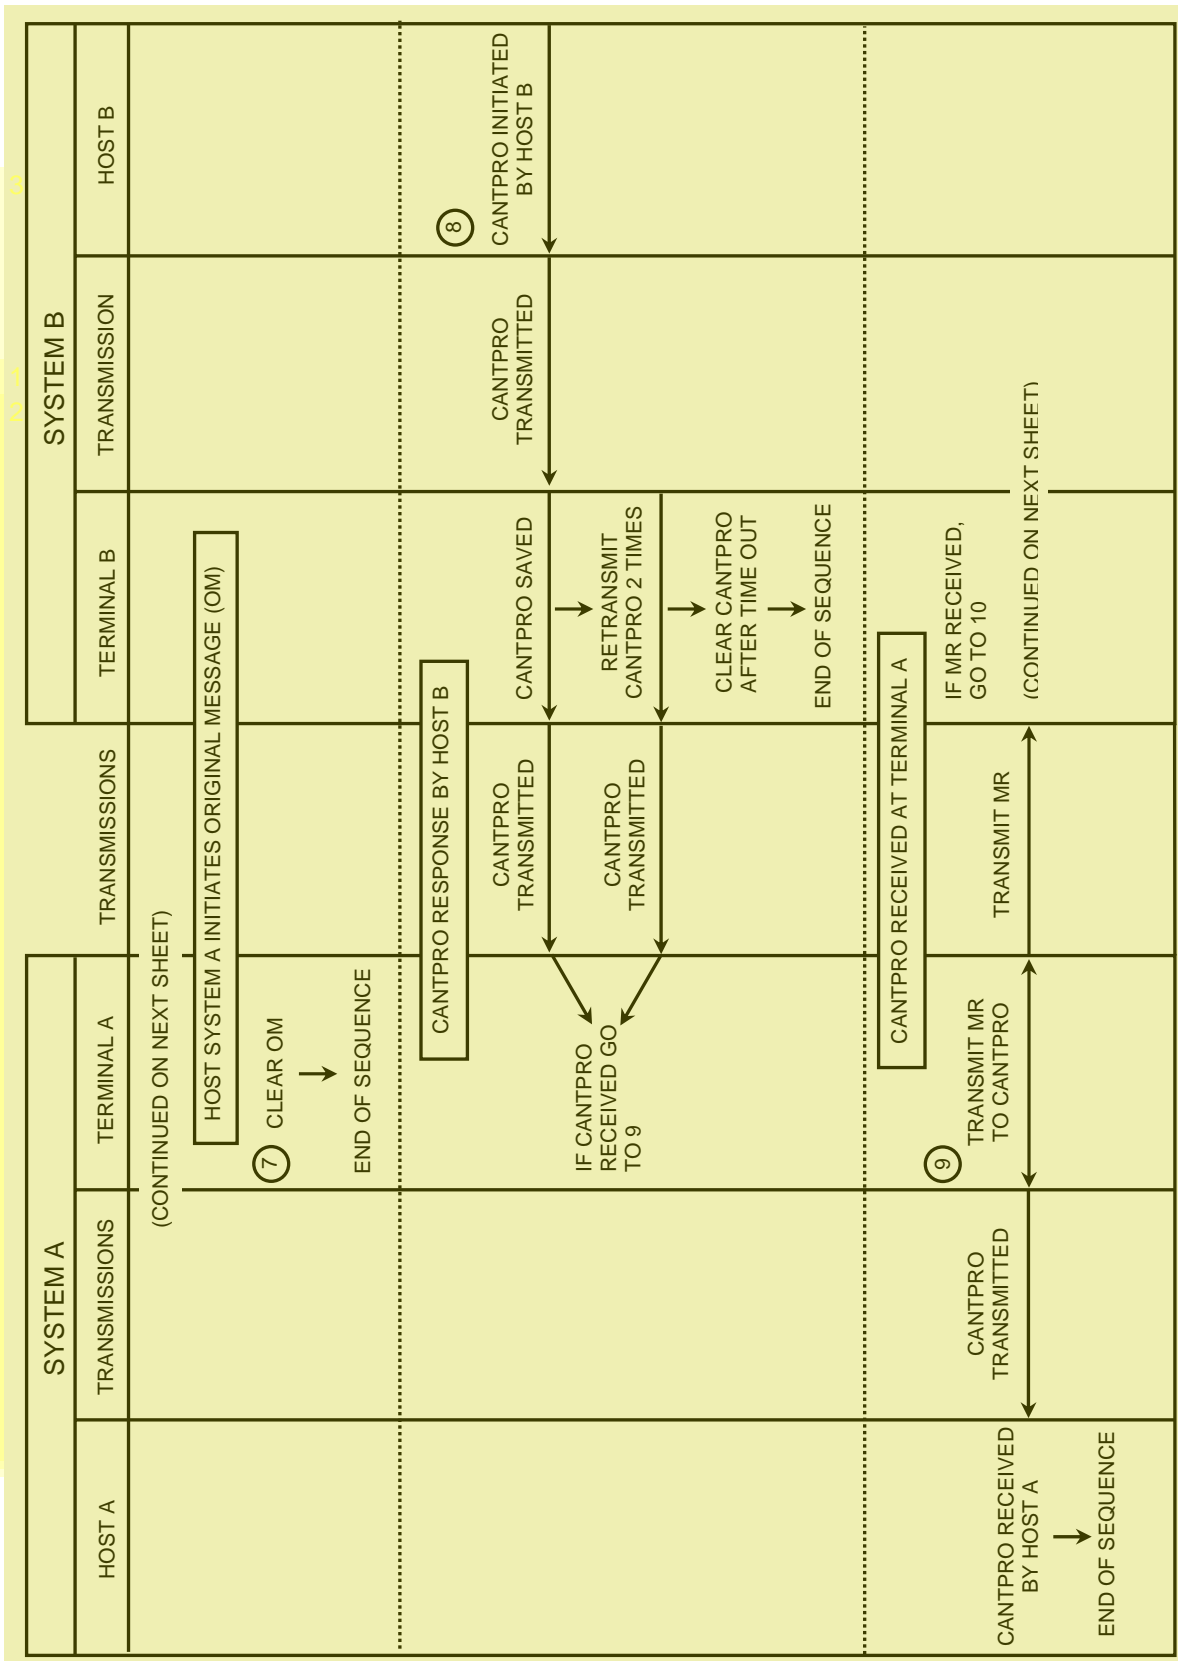 SYSTEM A
SYSTEM B
HOST A
TRANSMISSIONS
TERMINAL A
TRANSMISSIONS
TERMINAL B
TRANSMISSION
HOST B
(CONTINUED ON NEXT SHEET)
HOST SYSTEM A INITIATES ORIGINAL MESSAGE (OM)
7
CLEAR OM
END OF SEQUENCE
CANTPRO RESPONSE BY HOST B
8
CANTPRO INITIATED
BY HOST B
CANTPRO
TRANSMITTED
CANTPRO SAVED
CANTPRO
TRANSMITTED
IF CANTPRO
RECEIVED GO
TO 9
RETRANSMIT
CANTPRO 2 TIMES
CANTPRO
TRANSMITTED
CLEAR CANTPRO
AFTER TIME OUT
END OF SEQUENCE
CANTPRO RECEIVED AT TERMINAL A
9
TRANSMIT MR
TO CANTPRO
TRANSMIT MR
IF MR RECEIVED,
GO TO 10
(CONTINUED ON NEXT SHEET)
CANTPRO
TRANSMITTED
CANTPRO RECEIVED
BY HOST A
END OF SEQUENCE
3
1
2